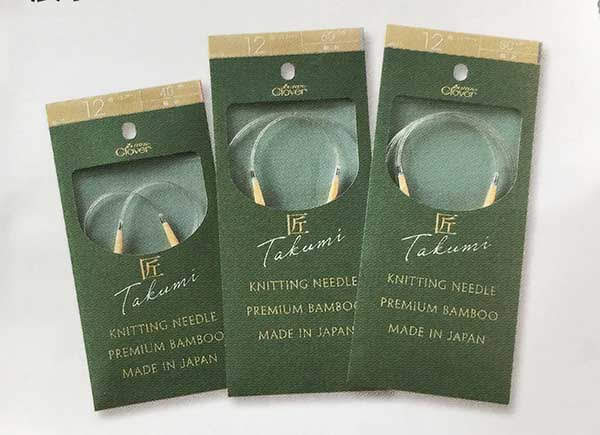 12
40
Clover
匠
Takumi
KNITTING NEEDLE
PREMIUM BAMBOO
MADE IN JAPAN
12
60
Clover
匠
Takumi
KNITTING NEEDLE
PREMIUM BAMBOO
MADE IN JAPAN
12
80
Clover
匠
Takumi
KNITTING NEEDLE
PREMIUM BAMBOO
MADE IN JAPAN